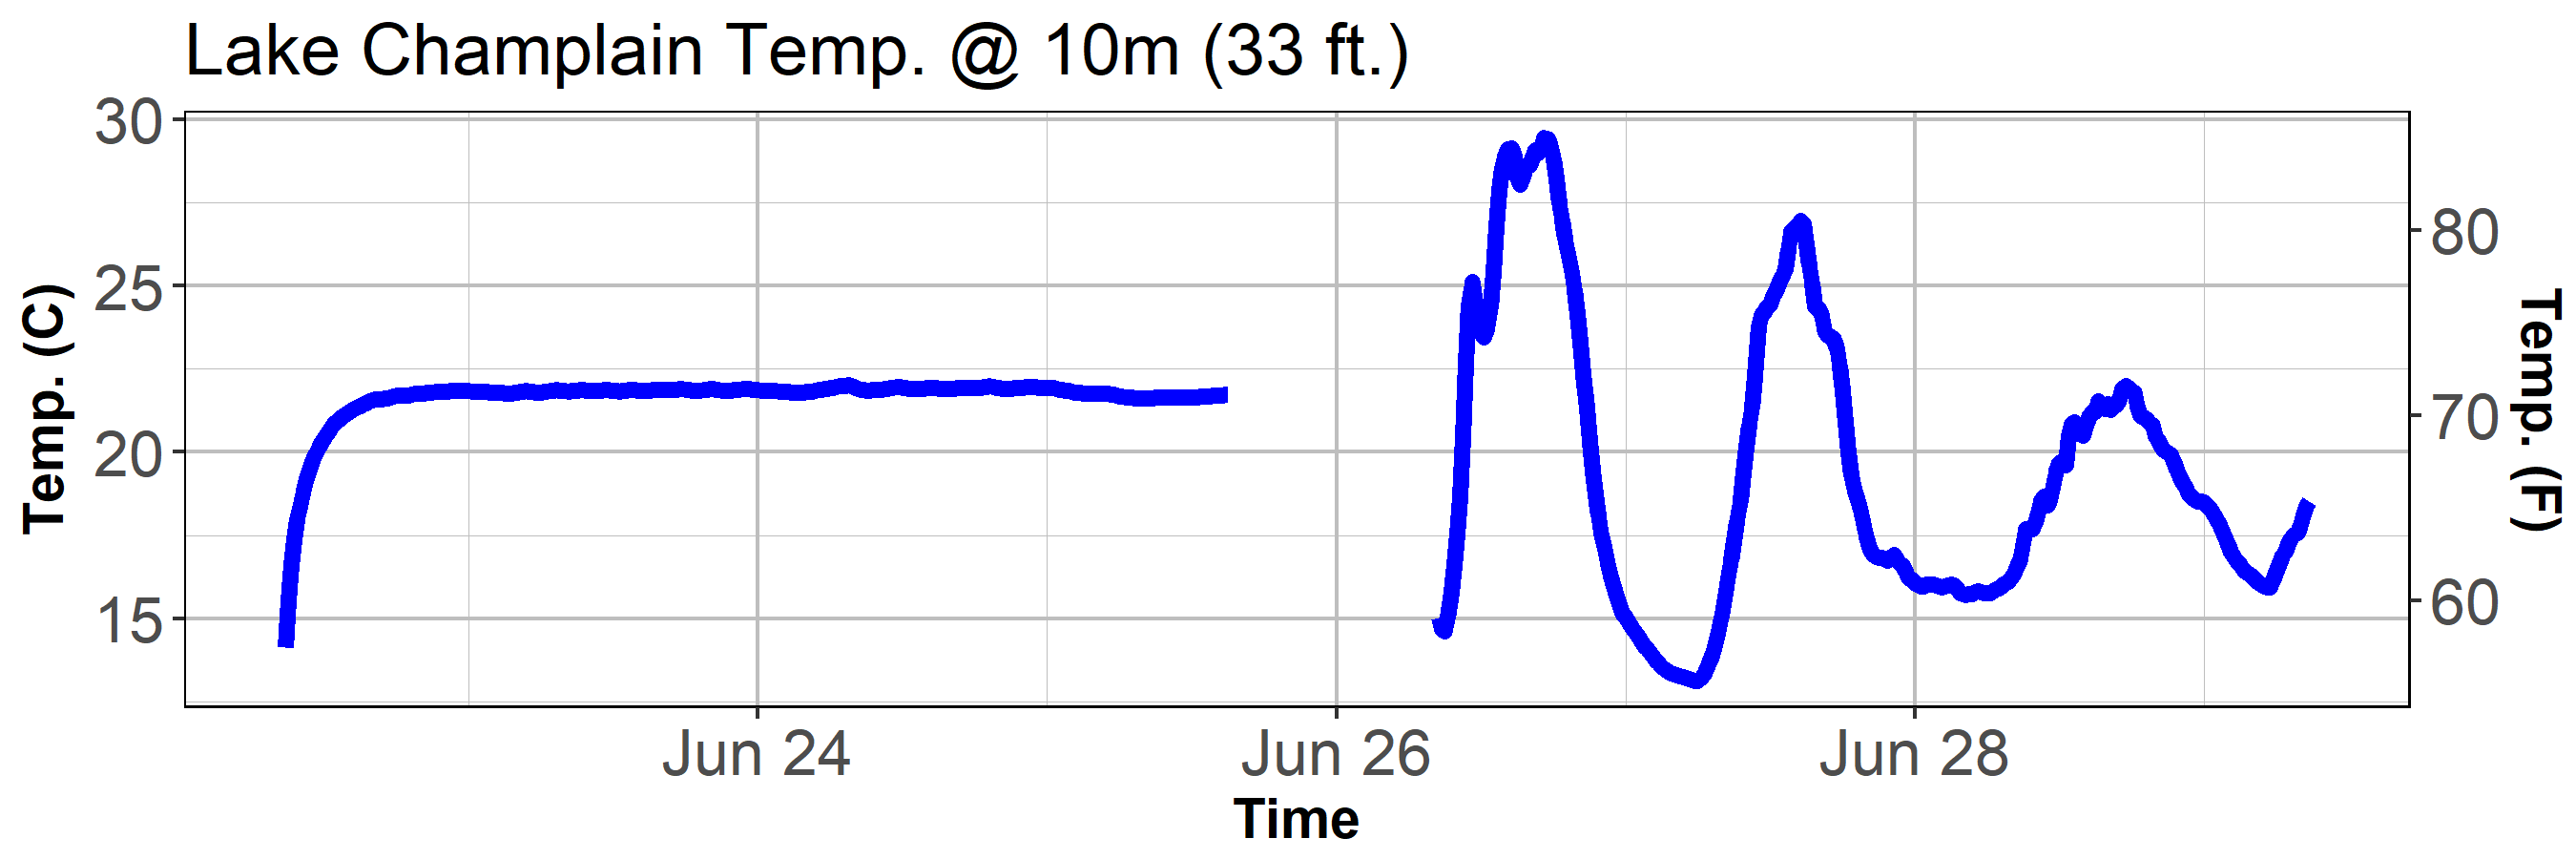 Lake Champlain Temp. @ 10m (33 ft.)
30
25
20
15
Temp. (C)
80
70
60
Temp. (F)
Jun 24
Jun 26
Jun 28
Time